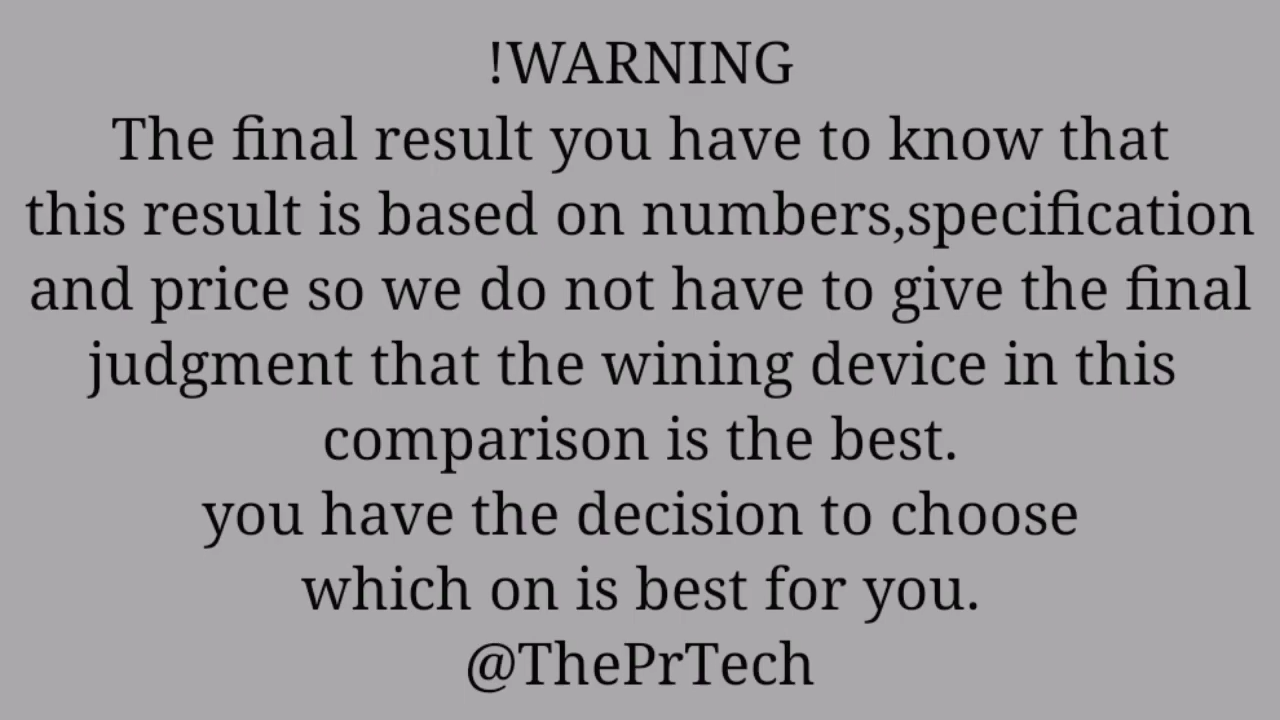 !WARNING
The final result you have to know that
this result is based on numbers,specification
and price so we do not have to give the final
judgment that the wining device in this
comparison is the best.
you have the decision to choose
which on is best for you.
@ThePrTech